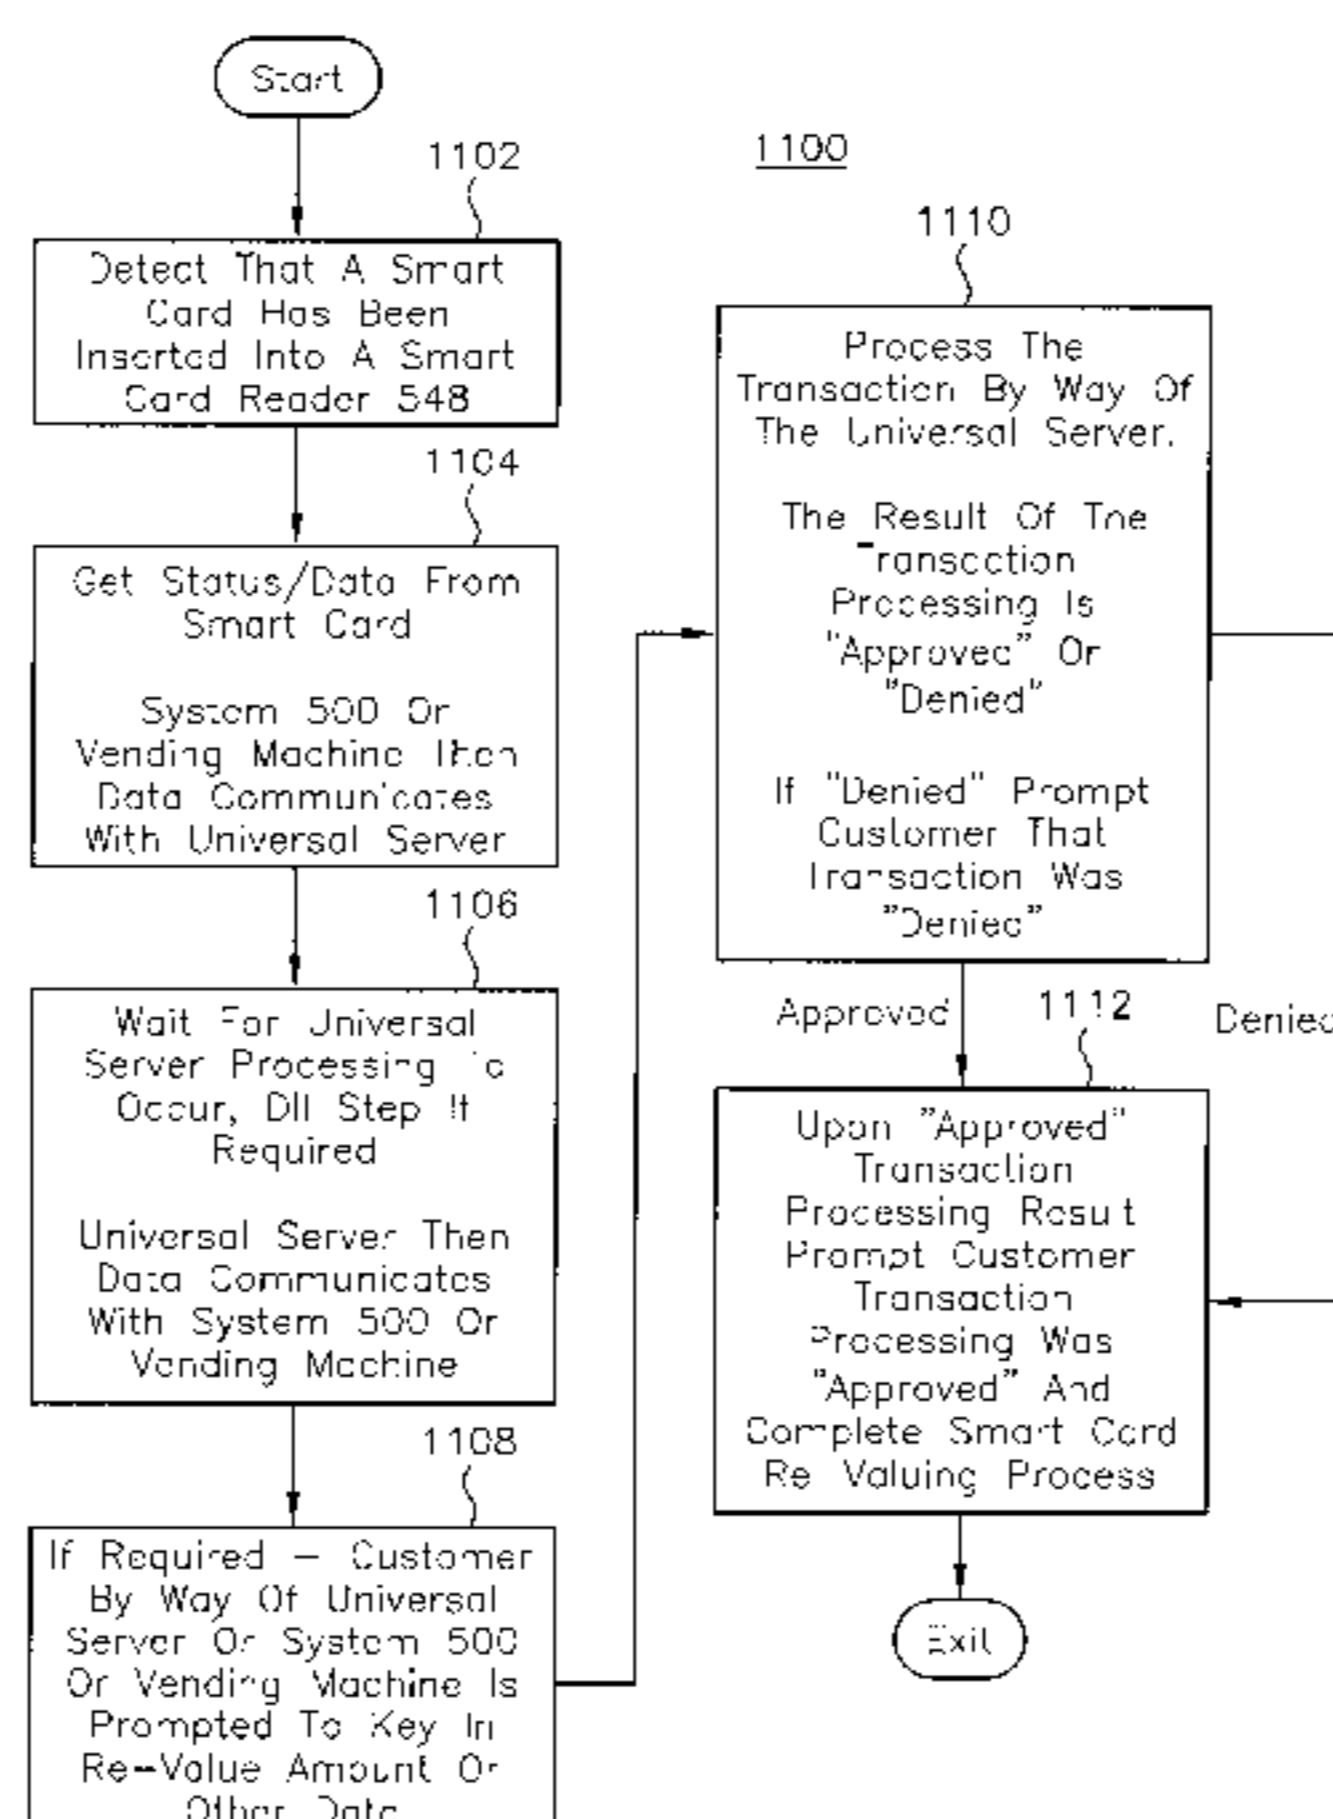 Start
1102
Detect That A Smart
Card Has Been
Inserted Into A Smart
Card Reader 548
1104
Get Status/Data From
Smart Card
System 500 Or
Vending Machine Then
Data Communicates
With Universal Server
1106
Wait For Universal
Server Processing To
Occur, DII Step If
Required
Universal Server Then
Data Communicates
With System 500 Or
Vending Machine
1108
If Required – Customer
By Way Of Universal
Server Or System 500
Or Vending Machine Is
Prompted To Key In
Re-Value Amount Or
Other Data
1100
1110
Process The
Transaction By Way Of
The Universal Server.
The Result Of The
Transaction
Processing Is
"Approved" Or
"Denied"
If "Denied" Prompt
Customer That
Transaction Was
"Denied"
Approved
Denied
1112
Upon "Approved"
Transaction
Processing Result
Prompt Customer
Transaction
Processing Was
"Approved" And
Complete Smart Card
Re Valuing Process
Exit